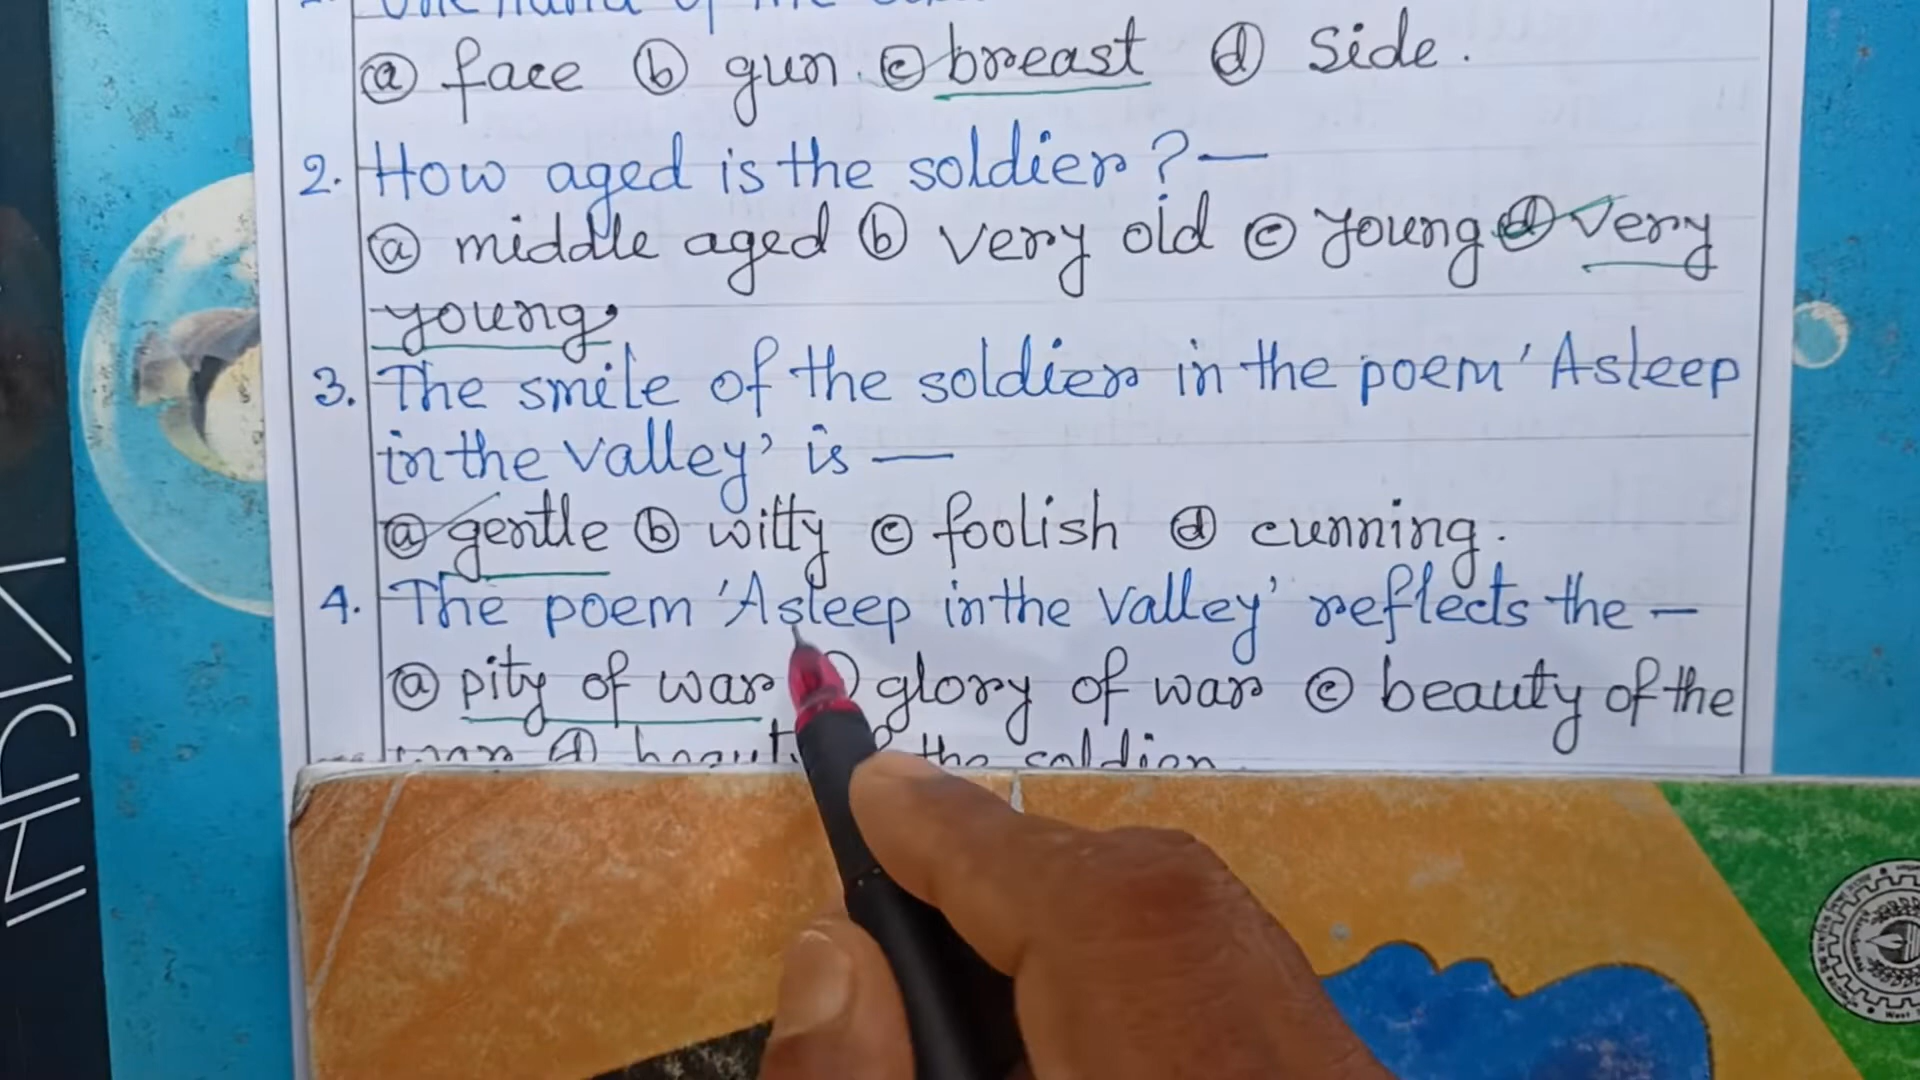 ⓐ face ⓑ gun. ⓒ breast ⓓ side.
2. How aged is the soldier? —
ⓐ middle aged ⓑ very old ⓒ young ⓓ very
young.
3. The smile of the soldier in the poem 'Asleep
in the valley' is —
ⓐ gentle ⓑ witty ⓒ foolish ⓓ cunning.
4. The poem 'Asleep in the valley' reflects the —
ⓐ pity of war glory of war ⓒ beauty of the
ⓓ the soldier